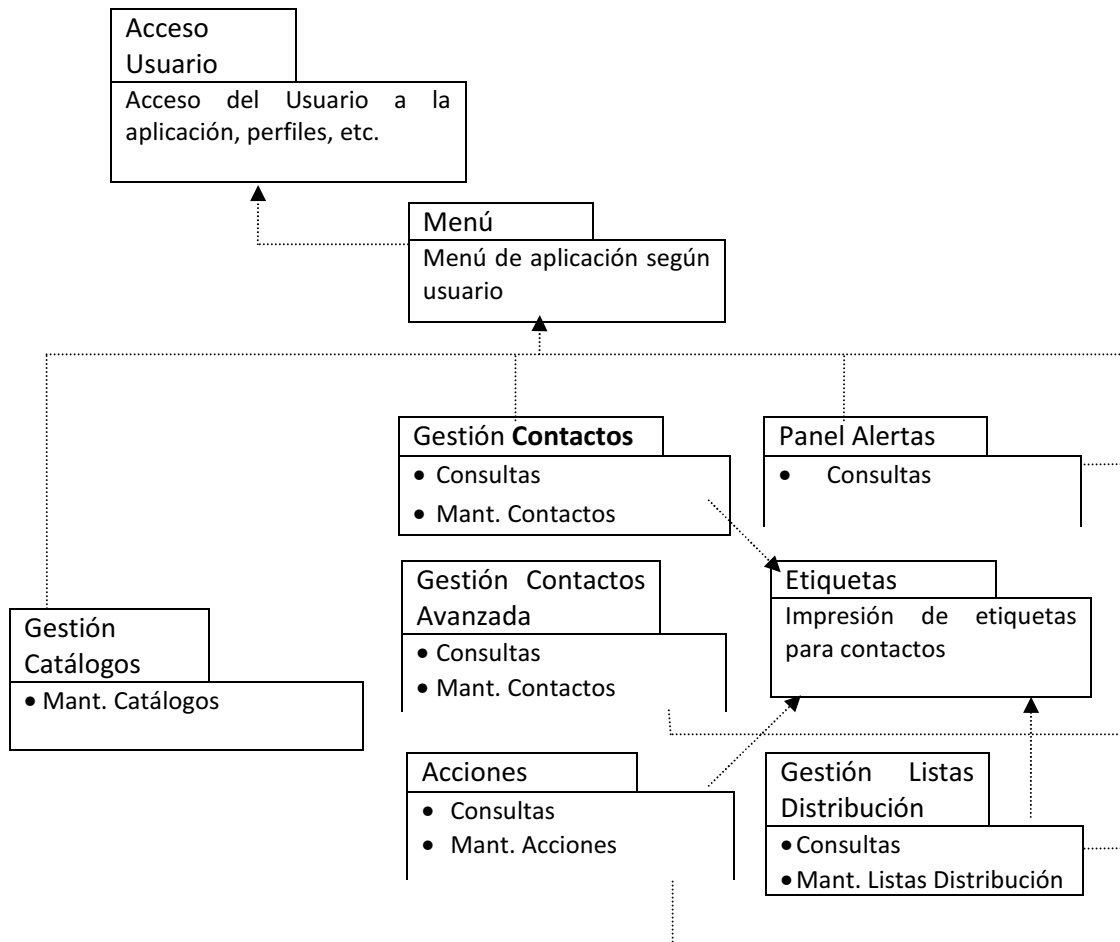 Acceso
Usuario
Acceso del Usuario a la
aplicación, perfiles, etc.
Menú
Menú de aplicación según
usuario
Gestión Contactos
• Consultas
• Mant. Contactos
Panel Alertas
• Consultas
Gestión Contactos
Avanzada
• Consultas
• Mant. Contactos
Etiquetas
Impresión de etiquetas
para contactos
Gestión
Catálogos
• Mant. Catálogos
Acciones
• Consultas
• Mant. Acciones
Gestión Listas
Distribución
• Consultas
• Mant. Listas Distribución